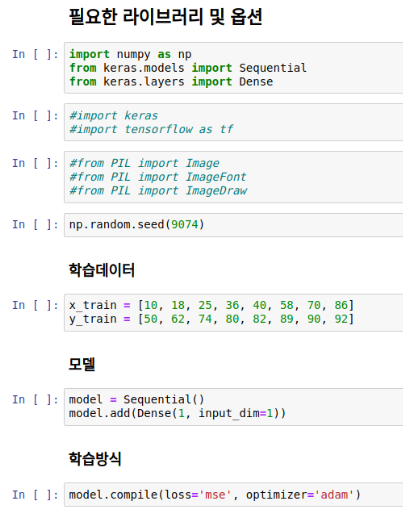 필요한 라이브러리 및 옵션
In [ ]: import numpy as np
from keras.models import Sequential
from keras.layers import Dense
In [ ]: #import keras
#import tensorflow as tf
In [ ]: #from PIL import Image
#from PIL import ImageFont
#from PIL import ImageDraw
In [ ]: np.random.seed(9074)
학습데이터
In [ ]: x_train = [10, 18, 25, 36, 40, 58, 70, 86]
y_train = [50, 62, 74, 80, 82, 89, 90, 92]
모델
In [ ]: model = Sequential()
model.add(Dense(1, input_dim=1))
학습방식
In [ ]: model.compile(loss='mse', optimizer='adam')